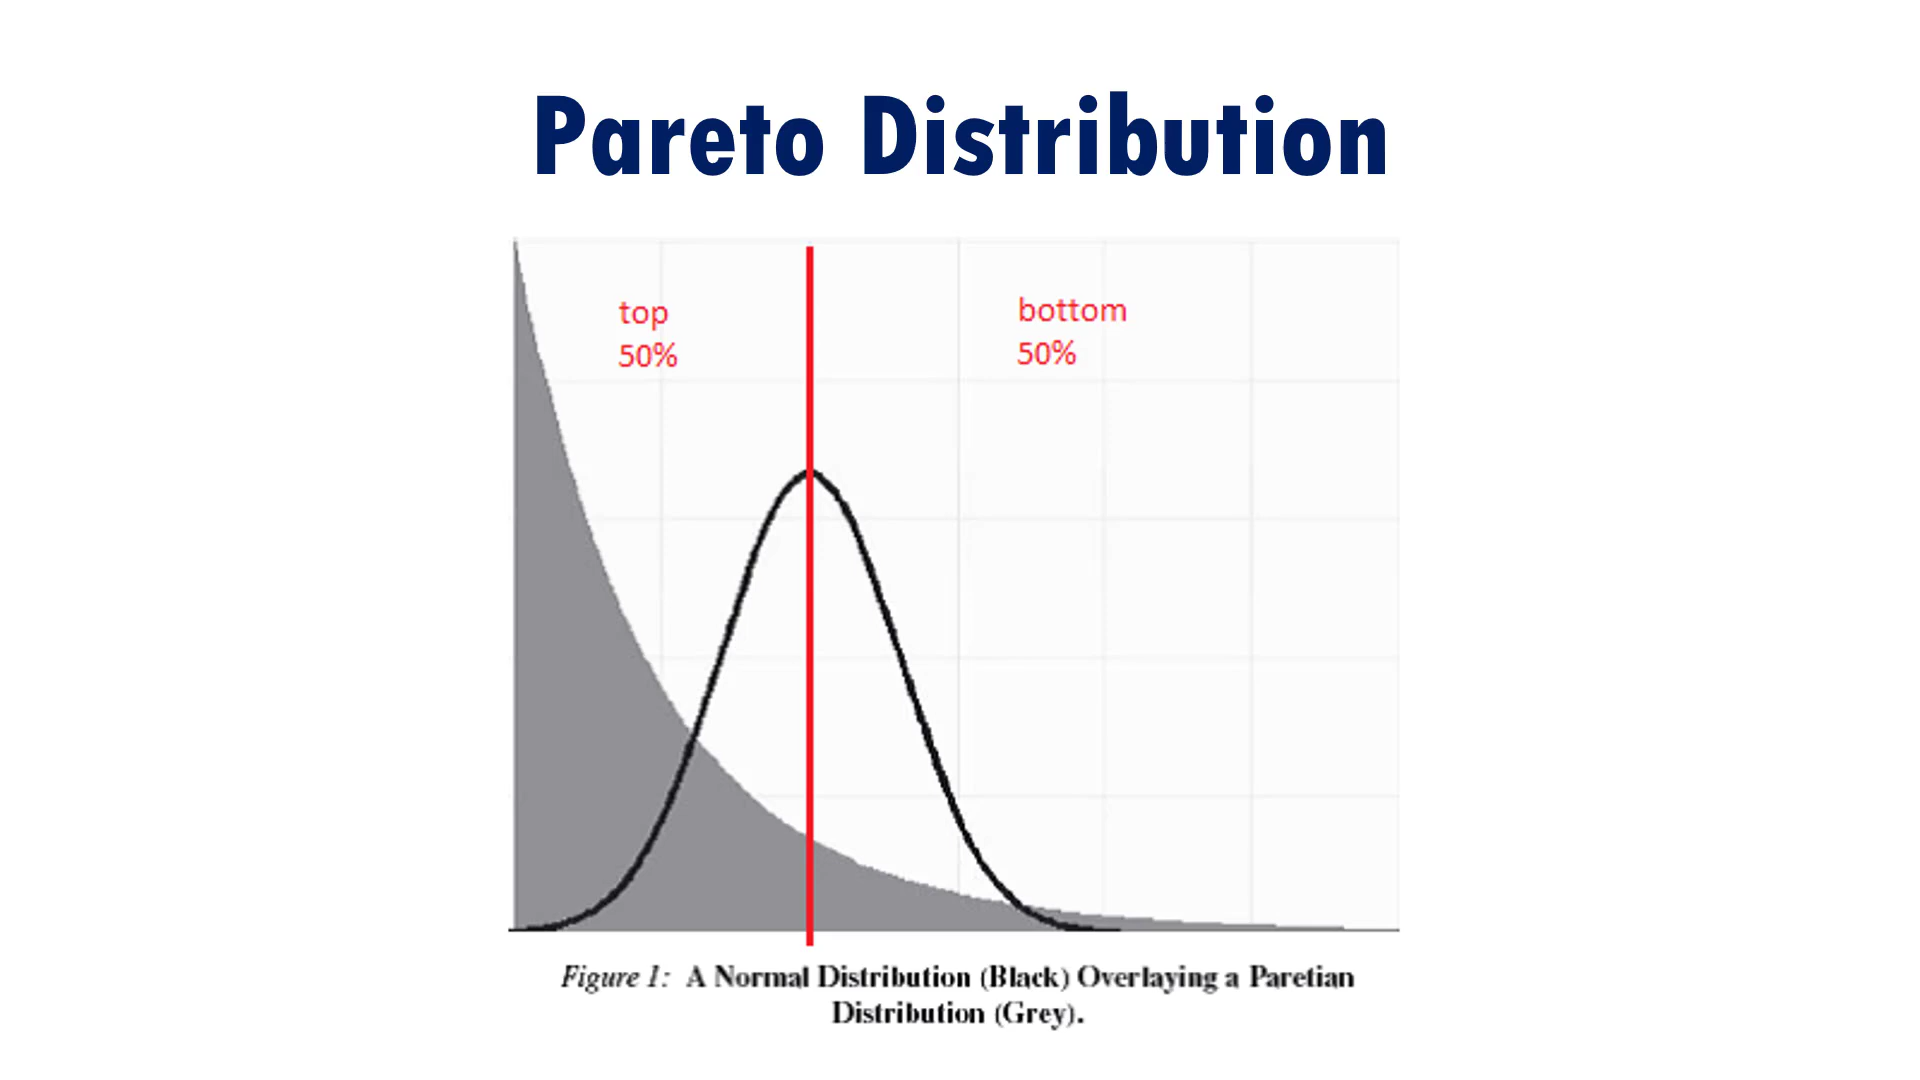 Pareto Distribution
top
50%
bottom
50%
Figure 1: A Normal Distribution (Black) Overlaying a Paretian
Distribution (Grey).